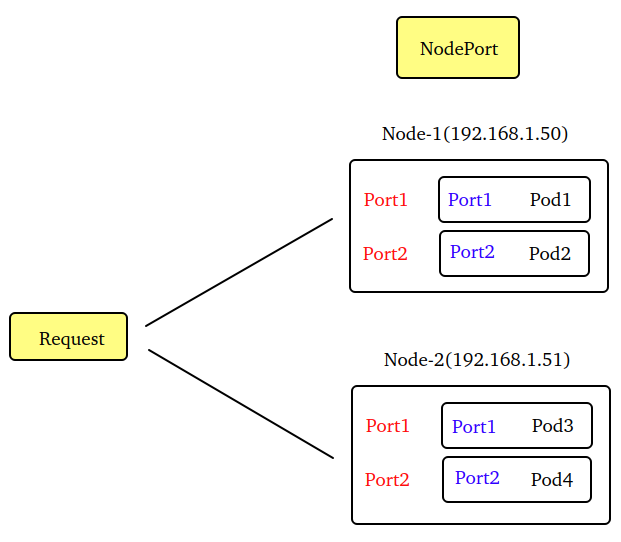 NodePort
Node-1(192.168.1.50)
Port1 Port1 Pod1
Port2 Port2 Pod2
Request
Node-2(192.168.1.51)
Port1 Port1 Pod3
Port2 Port2 Pod4